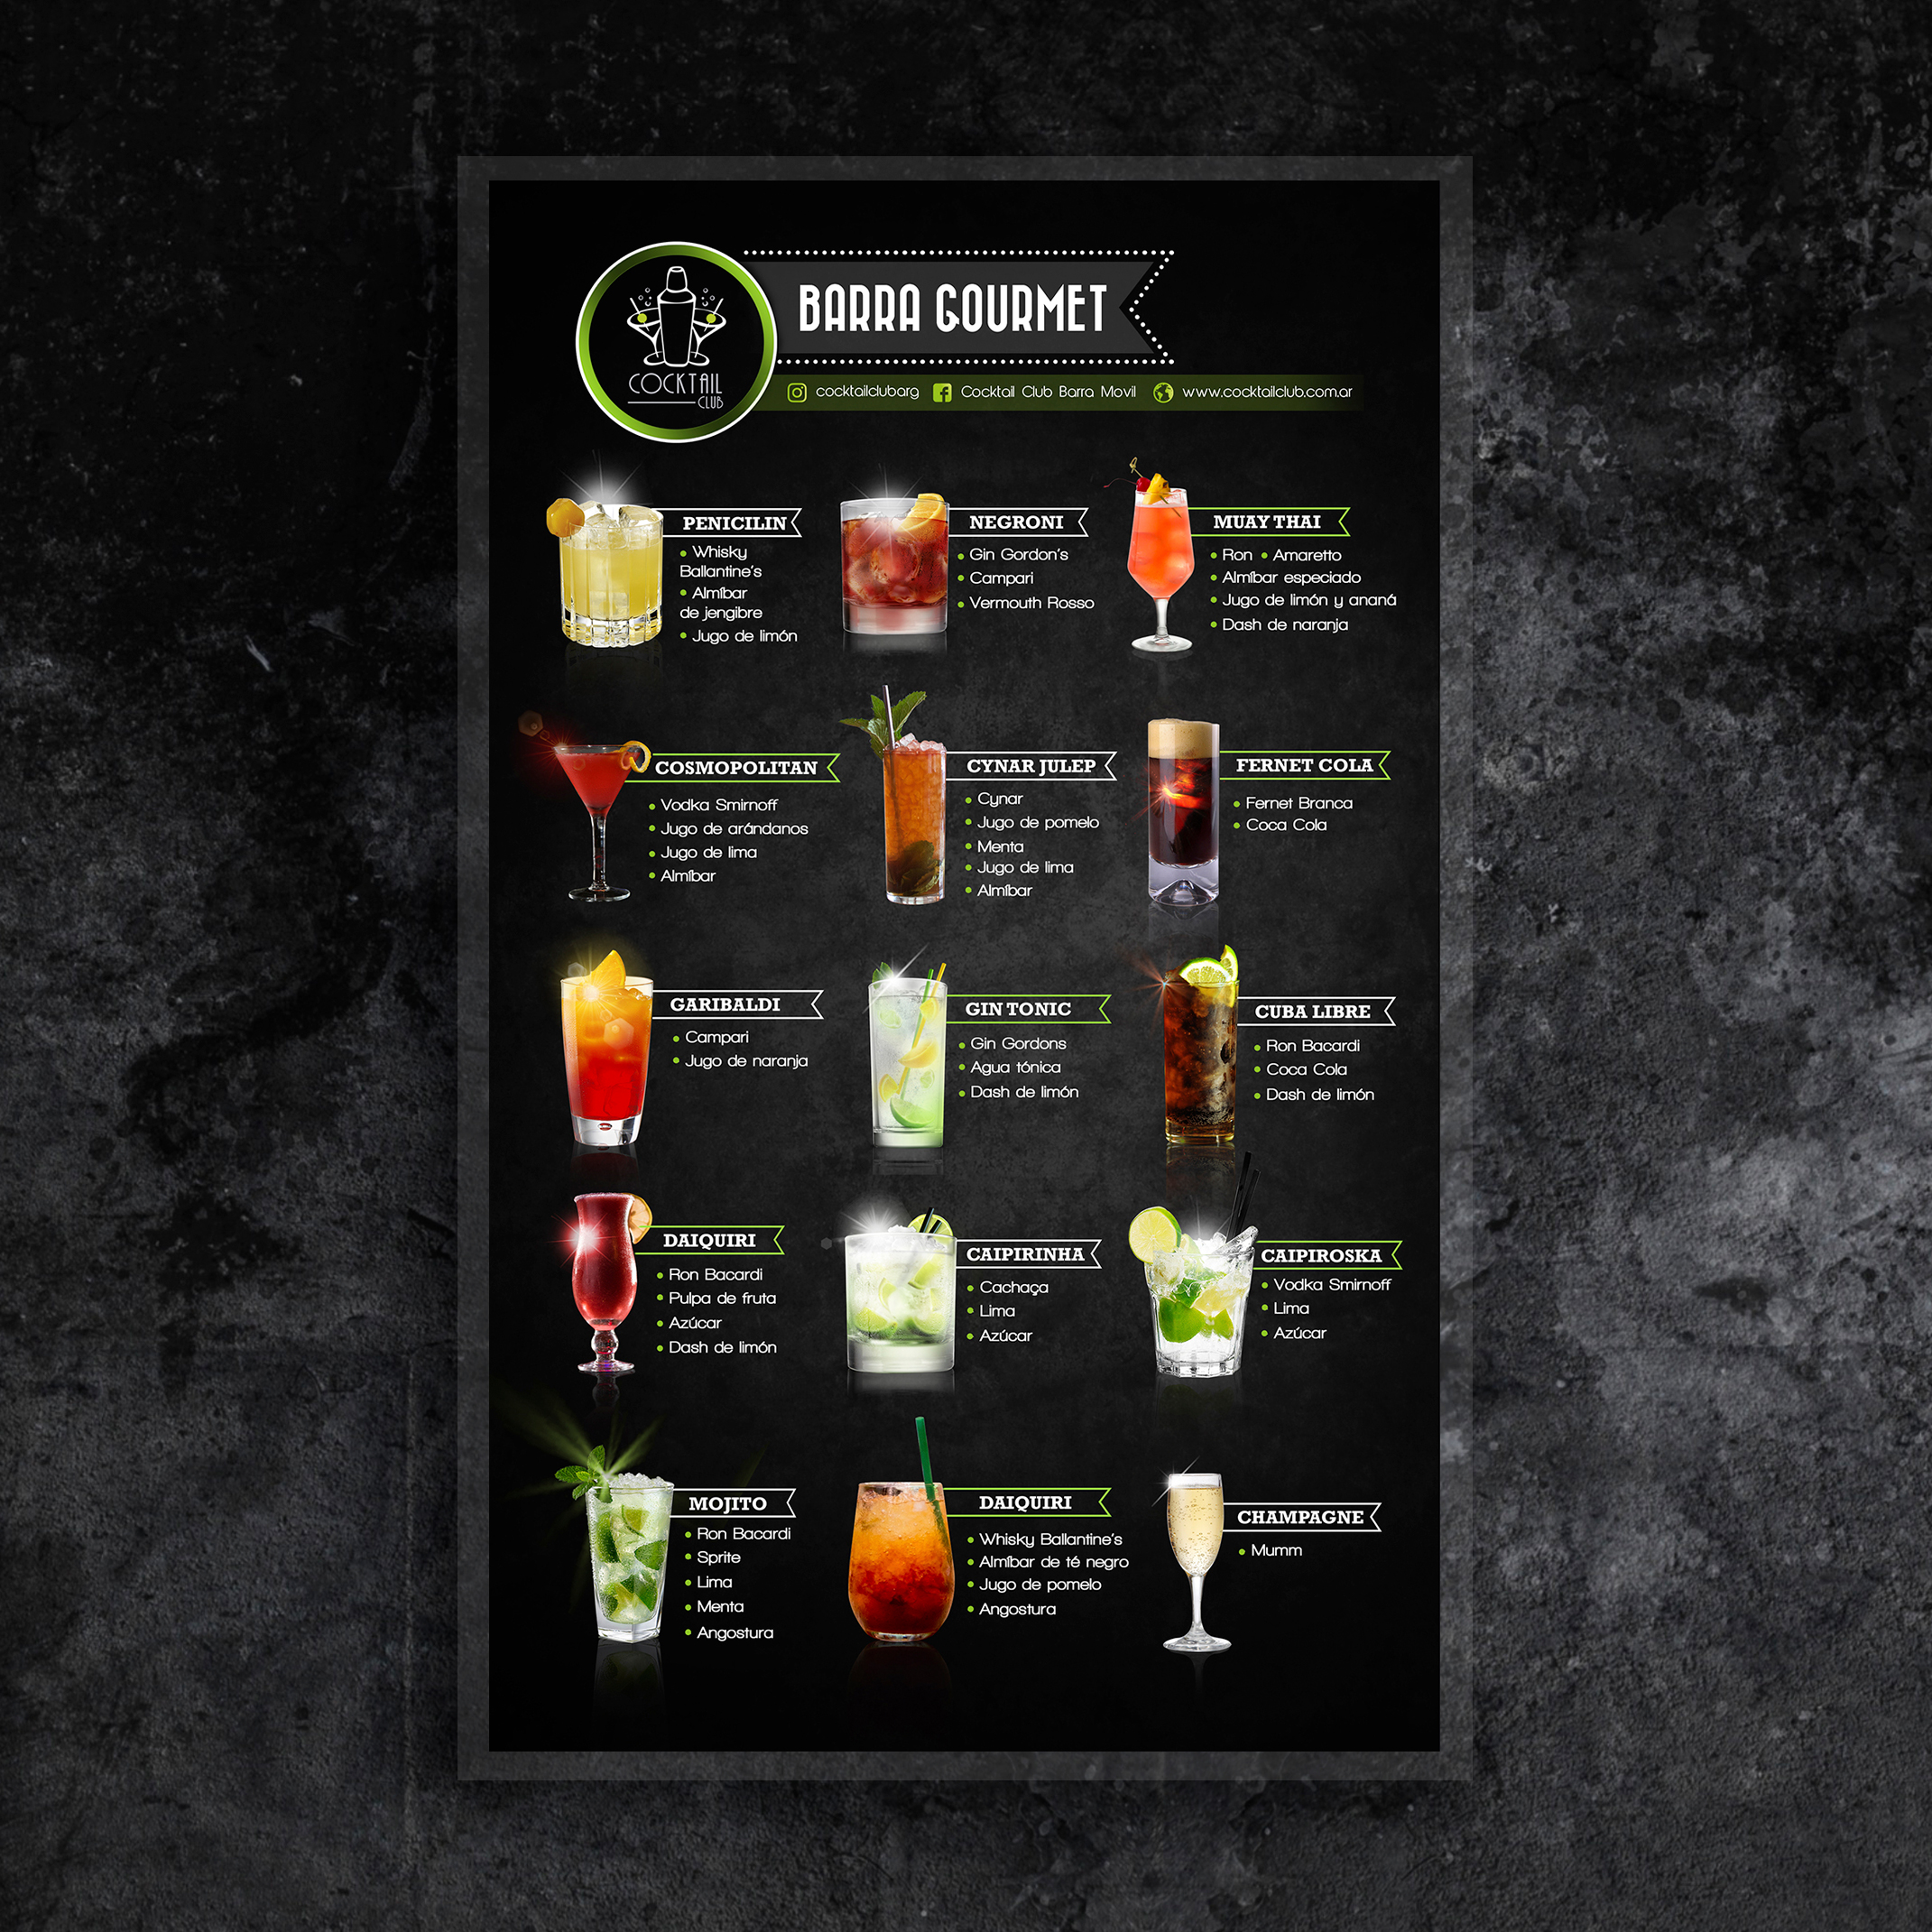 BARRA GOURMET
COCKTAIL
CLUB
cocktailclubarg Cocktail Club Barra Movil www.cocktailclub.com.ar
PENICILIN
• Whisky
Ballantine's
• Almíbar
de jengibre
• Jugo de limón
NEGRONI
• Gin Gordon's
• Campari
• Vermouth Rosso
MUAY THAI
• Ron • Amaretto
• Almíbar especiado
• Jugo de limón y ananá
• Dash de naranja
COSMOPOLITAN
• Vodka Smirnoff
• Jugo de arándanos
• Jugo de lima
• Almíbar
CYNAR JULEP
• Cynar
• Jugo de pomelo
• Menta
• Jugo de lima
• Almíbar
FERNET COLA
• Fernet Branca
• Coca Cola
GARIBALDI
• Campari
• Jugo de naranja
GIN TONIC
• Gin Gordons
• Agua tónica
• Dash de limón
CUBA LIBRE
• Ron Bacardi
• Coca Cola
• Dash de limón
DAIQUIRI
• Ron Bacardi
• Pulpa de fruta
• Azúcar
• Dash de limón
CAIPIRINHA
• Cachaça
• Lima
• Azúcar
CAIPIROSKA
• Vodka Smirnoff
• Lima
• Azúcar
MOJITO
• Ron Bacardi
• Sprite
• Lima
• Menta
• Angostura
DAIQUIRI
• Whisky Ballantine's
• Almíbar de té negro
• Jugo de pomelo
• Angostura
CHAMPAGNE
• Mumm